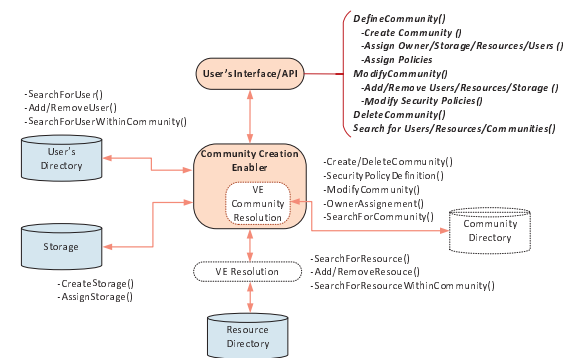 DefineCommunity()
-Create Community ()
-Assign Owner/Storage/Resources/Users ()
-Assign Policies
ModifyCommunity()
-Add/Remove Users/Resources/Storage ()
-Modify Security Policies()
DeleteCommunity()
Search for Users/Resources/Communities()
User's Interface/API
-SearchForUser()
-Add/RemoveUser()
-SearchForUserWithinCommunity()
User's
Directory
Community Creation
Enabler
VE
Community
Resolution
-Create/DeleteCommunity()
-SecurityPolicyDefinition()
-ModifyCommunity()
-OwnerAssignement()
-SearchForCommunity()
Community
Directory
Storage
-CreateStorage()
-AssignStorage()
VE Resolution
-SearchForResource()
-Add/RemoveResouce()
-SearchForResourceWithinCommunity()
Resource
Directory